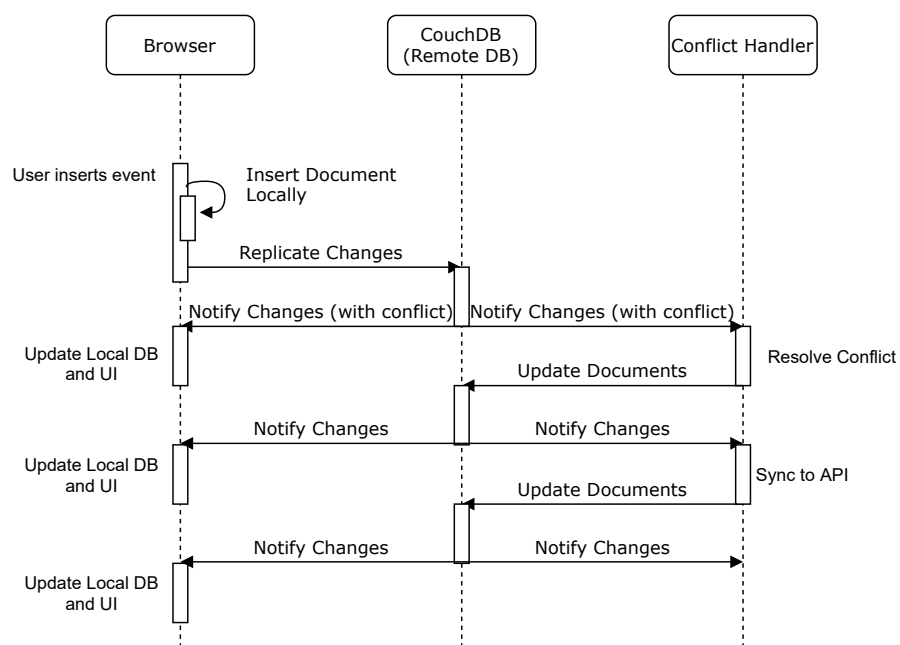 Browser
CouchDB
(Remote DB)
Conflict Handler
User inserts event
Insert Document
Locally
Replicate Changes
Notify Changes (with conflict)
Notify Changes (with conflict)
Update Local DB
and UI
Resolve Conflict
Update Documents
Notify Changes
Notify Changes
Update Local DB
and UI
Sync to API
Update Documents
Notify Changes
Notify Changes
Update Local DB
and UI